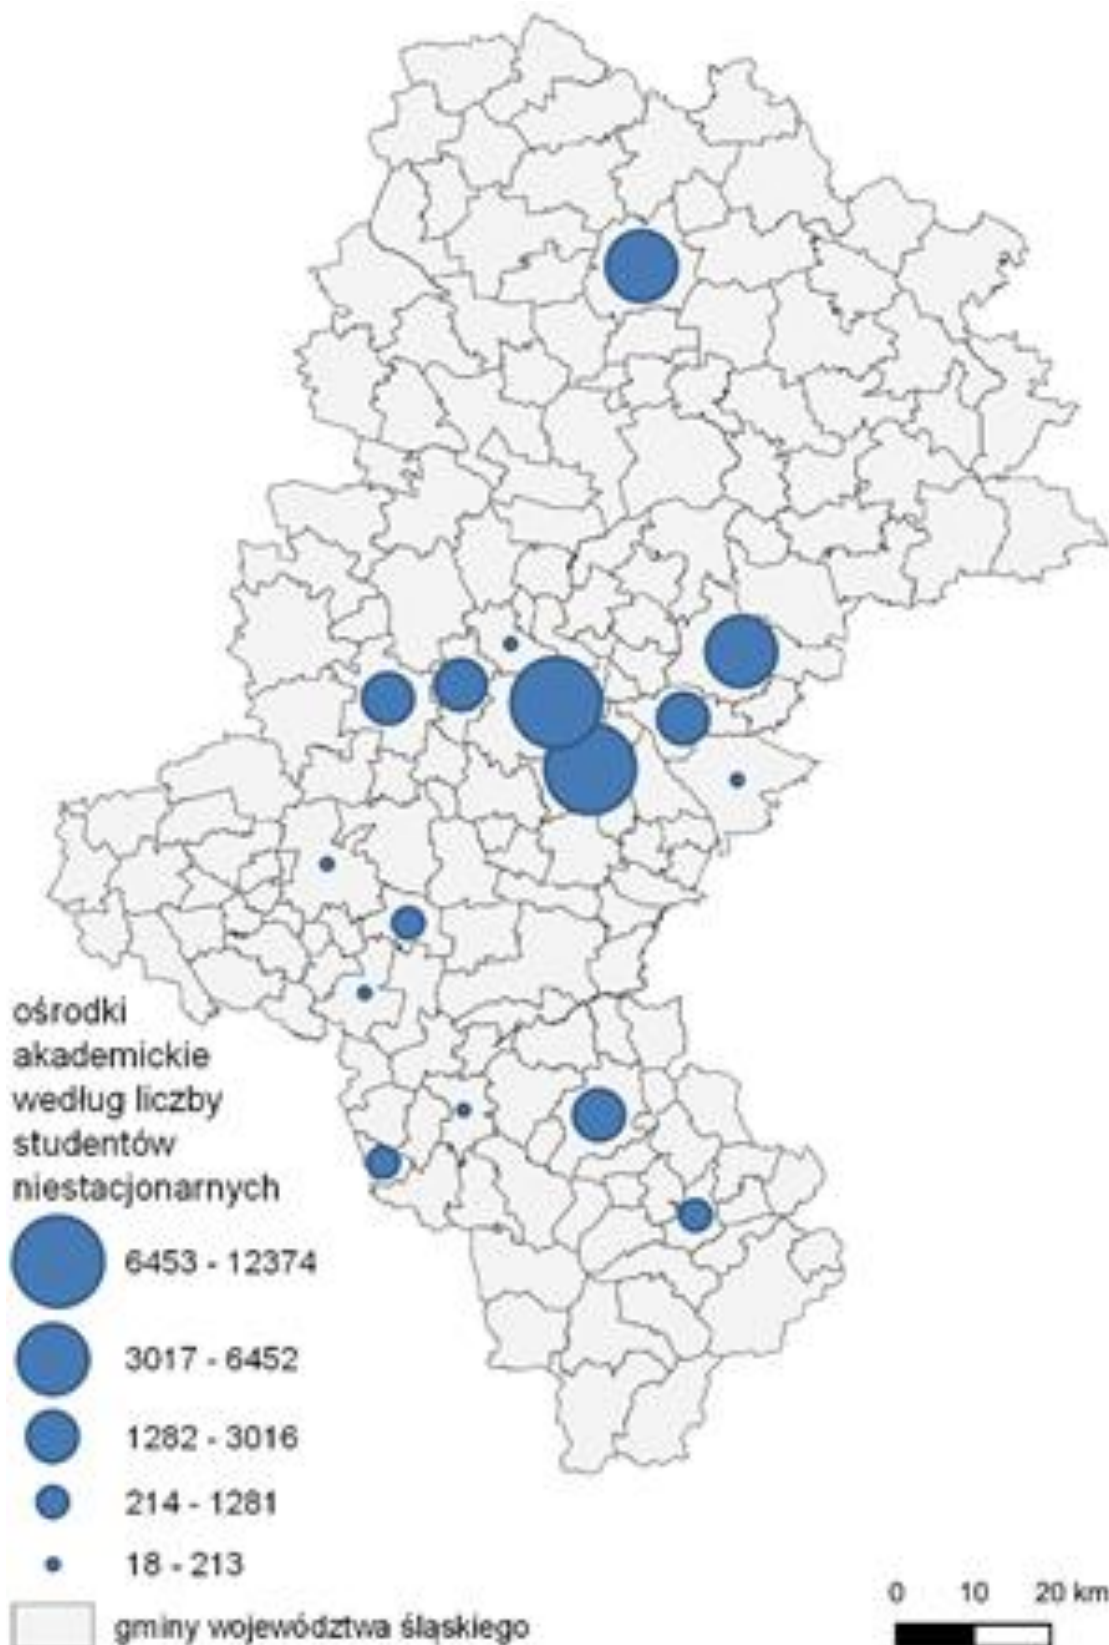 ośrodki
akademickie
według liczby
studentów
niestacjonarnych
6453 - 12374
3017 - 6452
1282 - 3016
214 - 1281
18 - 213
gminy województwa śląskiego
0 10 20 km